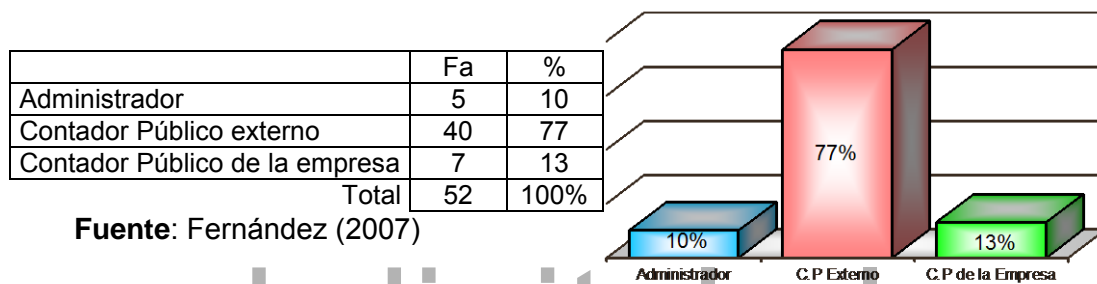 Fa %
Administrador 5 10
Contador Público externo 40 77
Contador Público de la empresa 7 13
Total 52 100%
Fuente: Fernández (2007)
77%
10% 13%
Administrador C.P Externo C.P de la Empresa